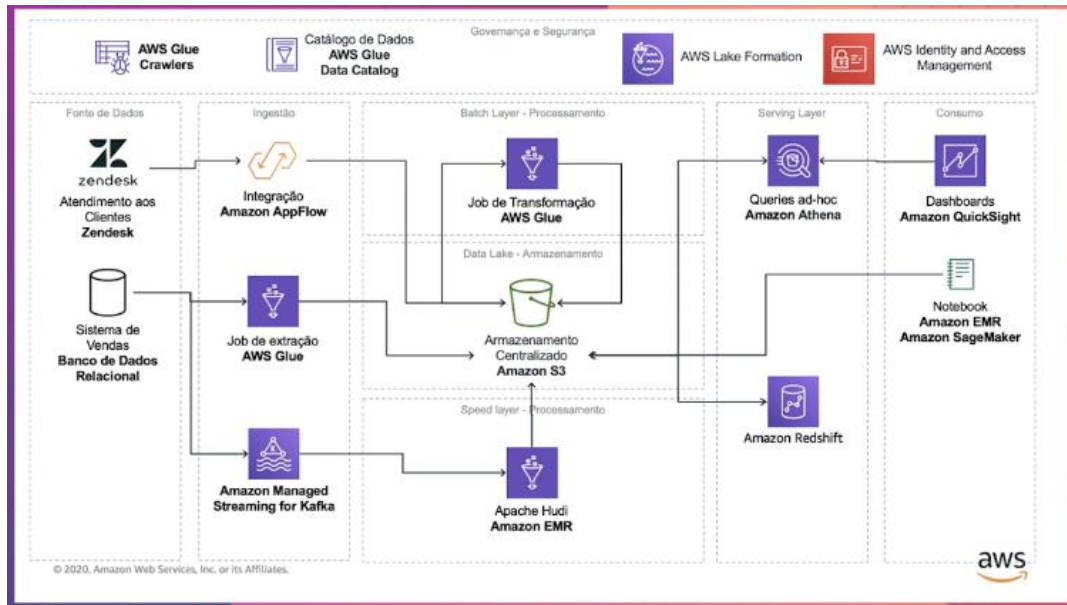 Governança e Segurança
AWS Glue
Crawlers
Catálogo de Dados
AWS Glue
Data Catalog
AWS Lake Formation
AWS Identity and Access
Management
Fonte de Dados
zendesk
Atendimento aos
Clientes
Zendesk
Sistema de
Vendas
Banco de Dados
Relacional
Ingestão
Integração
Amazon AppFlow
Job de extração
AWS Glue
Amazon Managed
Streaming for Kafka
Batch Layer - Processamento
Job de Transformação
AWS Glue
Data Lake - Armazenamento
Armazenamento
Centralizado
Amazon S3
Speed layer - Processamento
Apache Hudi
Amazon EMR
Serving Layer
Queries ad-hoc
Amazon Athena
Amazon Redshift
Consumo
Dashboards
Amazon QuickSight
Notebook
Amazon EMR
Amazon SageMaker
© 2020, Amazon Web Services, Inc. or its Affiliates.
aws